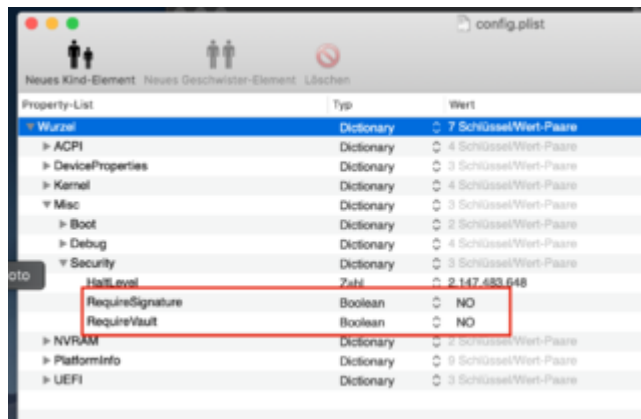 config.plist
Neues Kind-Element Neues Geschwister-Element Löschen
Property-List Typ Wert
Wurzel Dictionary 7 Schlüssel/Wert-Paare
ACPI Dictionary 4 Schlüssel/Wert-Paare
DeviceProperties Dictionary 3 Schlüssel/Wert-Paare
Kernel Dictionary 4 Schlüssel/Wert-Paare
Misc Dictionary 3 Schlüssel/Wert-Paare
Boot Dictionary 2 Schlüssel/Wert-Paare
Debug Dictionary 4 Schlüssel/Wert-Paare
Security Dictionary 3 Schlüssel/Wert-Paare
oto
HaltLevel Zahl 2.147.483.648
RequireSignature Boolean NO
RequireVault Boolean NO
NVRAM Dictionary 2 Schlüssel/Wert-Paare
PlatformInfo Dictionary 9 Schlüssel/Wert-Paare
UEFI Dictionary 3 Schlüssel/Wert-Paare